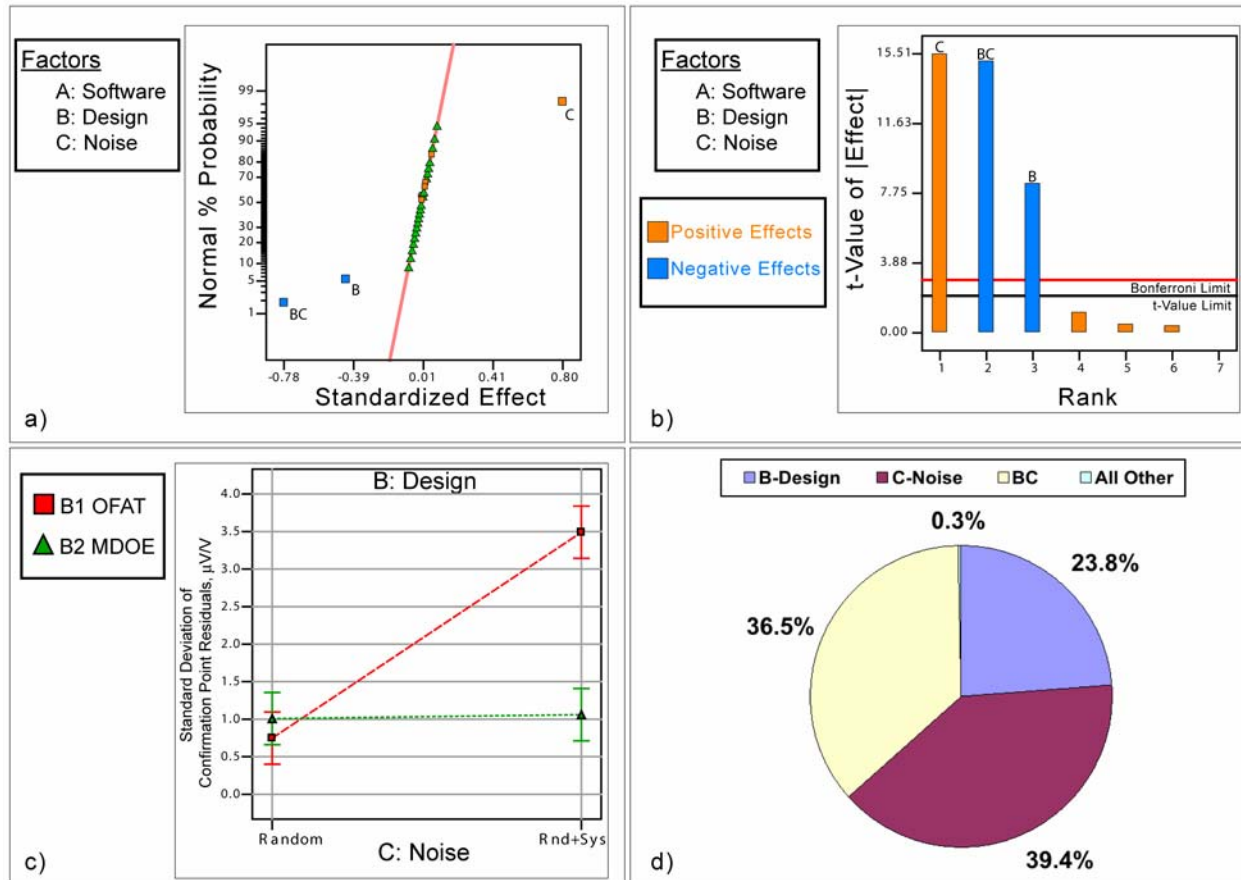 Factors
A: Software
B: Design
C: Noise
Normal % Probability
99
95
90
80
70
50
30
20
10
5
1
C
B
BC
-0.78
-0.39
0.01
0.41
0.80
Standardized Effect
a)
Factors
A: Software
B: Design
C: Noise
Positive Effects
Negative Effects
t-Value of |Effect|
15.51
11.63
7.75
3.88
0.00
C
BC
B
Bonferroni Limit
t-Value Limit
1
2
3
4
5
6
7
Rank
b)
B1 OFAT
B2 MDOE
B: Design
Standard Deviation of
Confirmation Point Residuals, µV/V
4.0
3.5
3.0
2.5
2.0
1.5
1.0
0.5
0.0
Random
Rnd+Sys
C: Noise
c)
B-Design
C-Noise
BC
All Other
0.3%
23.8%
36.5%
39.4%
d)